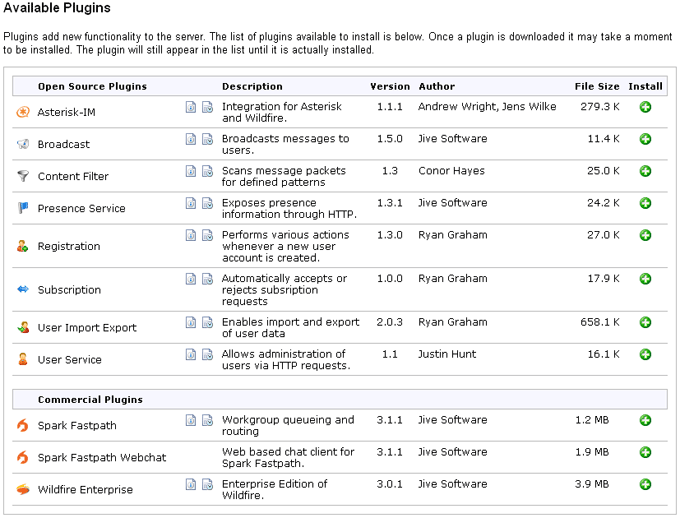 Available Plugins
Plugins add new functionality to the server. The list of plugins available to install is below. Once a plugin is downloaded it may take a moment
to be installed. The plugin will still appear in the list until it is actually installed.
Open Source Plugins Description Version Author File Size Install
Asterisk-IM Integration for Asterisk 1.1.1 Andrew Wright, Jens Wilke 279.3 K
and Wildfire.
Broadcast Broadcasts messages to 1.5.0 Jive Software 11.4 K
users.
Content Filter Scans message packets 1.3 Conor Hayes 25.0 K
for defined patterns
Presence Service Exposes presence 1.3.1 Jive Software 24.2 K
information through HTTP.
Registration Performs various actions 1.3.0 Ryan Graham 27.0 K
whenever a new user
account is created.
Subscription Automatically accepts or 1.0.0 Ryan Graham 17.9 K
rejects subsription
requests
User Import Export Enables import and export 2.0.3 Ryan Graham 658.1 K
of user data
User Service Allows administration of 1.1 Justin Hunt 16.1 K
users via HTTP requests.
Commercial Plugins
Spark Fastpath Workgroup queueing and 3.1.1 Jive Software 1.2 MB
routing
Spark Fastpath Webchat Web based chat client for 3.1.1 Jive Software 1.9 MB
Spark Fastpath.
Wildfire Enterprise Enterprise Edition of 3.0.1 Jive Software 3.9 MB
Wildfire.